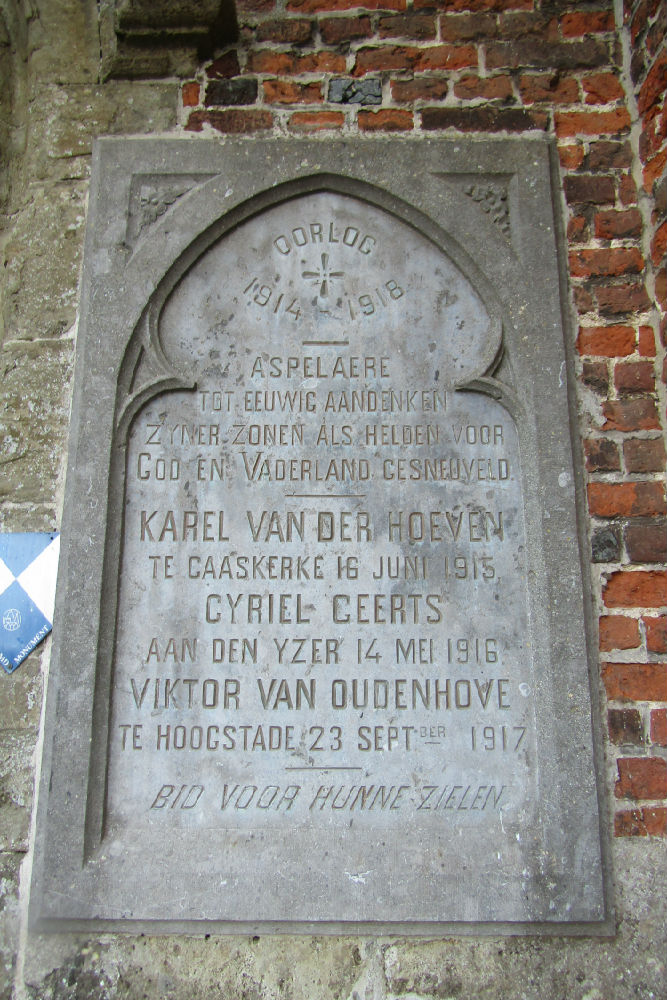 OORLOG
1914 1918
ASPELAERE
TOT EEUWIG AANDENKEN
ZYNER ZONEN ALS HELDEN VOOR
GOD EN VADERLAND GESNEUVELD
KAREL VAN DER HOEVEN
TE CAASKERKE 16 JUNI 1915
CYRIEL GEERTS
AAN DEN YZER 14 MEI 1916
VIKTOR VAN OUDENHOVE
TE HOOGSTADE 23 SEPTBER 1917
BID VOOR HUNNE ZIELEN
MONUMENT